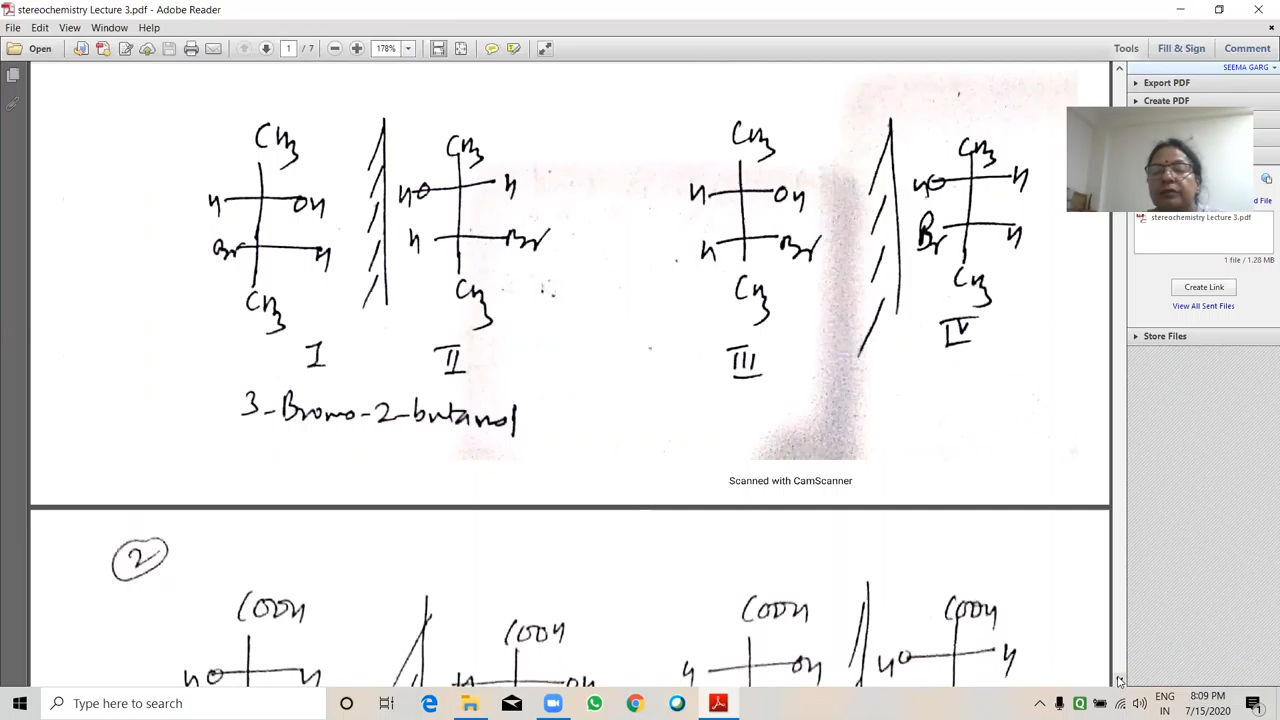 stereochemistry Lecture 3.pdf - Adobe Reader
File Edit View Window Help
Open 1 / 7 178% Tools Fill & Sign Comment
SEEMA GARG
Export PDF
Create PDF
stereochemistry Lecture 3.pdf
1 file / 1.28 MB
Create Link
View All Sent Files
Store Files
CH3 CH3 CH3 CH3
H OH HO H H OH HO H
Br H H Br H Br Br H
CH3 CH3 CH3 CH3
I II III IV
3-Bromo-2-butanol
Scanned with CamScanner
2
COOH COOH COOH COOH
HO H H OH H OH HO H
Type here to search
ENG
IN
8:09 PM
7/15/2020